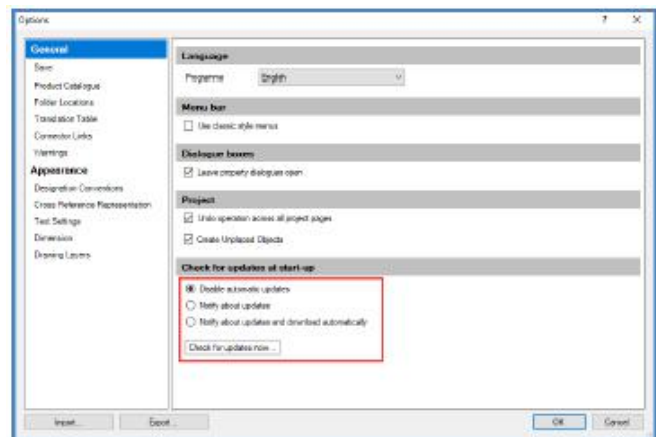 Options
?
General
Save
Product Catalogue
Folder Locations
Translation Table
Connector Links
Warnings
Appearance
Designation Conventions
Cross Reference Representation
Text Settings
Dimension
Drawing Layers
Language
Programme English
Menu bar
Use classic style menus
Dialogue boxes
Leave property dialogues open
Project
Undo operation across all project pages
Create Unplaced Objects
Check for updates at start-up
Disable automatic updates
Notify about updates
Notify about updates and download automatically
Check for updates now ...
Import... Export... OK Cancel